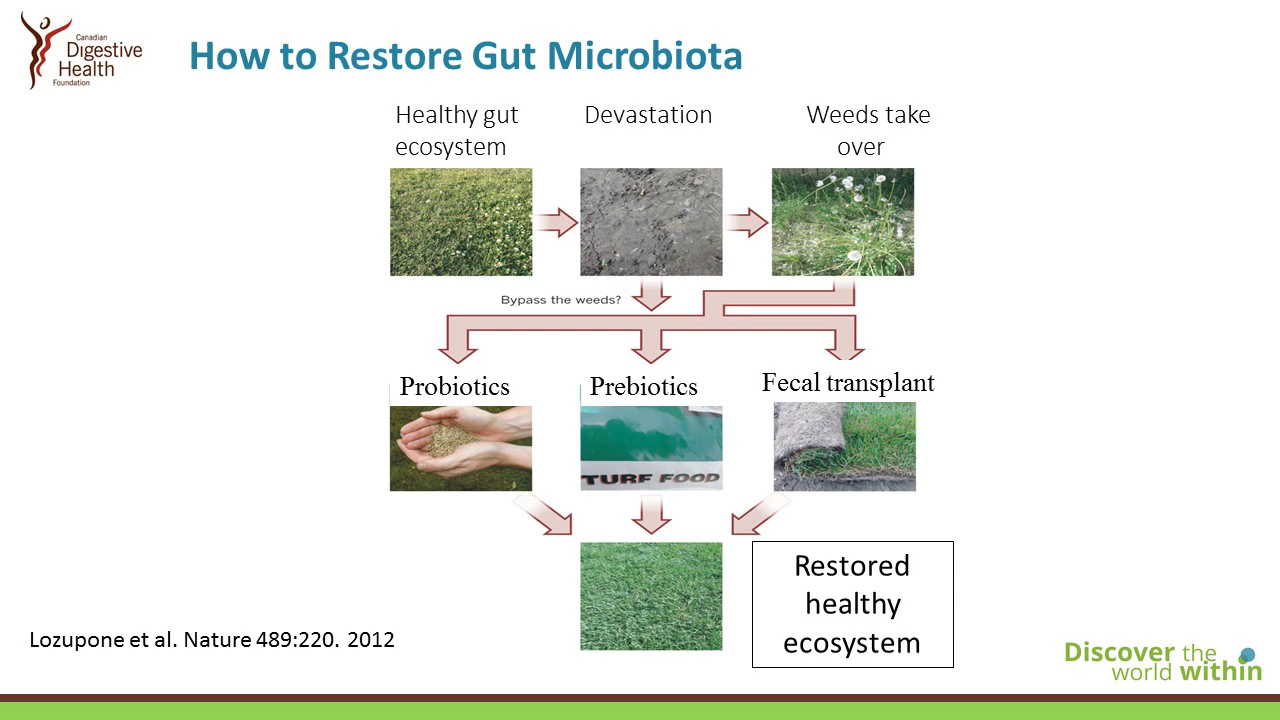 Canadian
Digestive
Health
Foundation
How to Restore Gut Microbiota
Healthy gut
ecosystem
Devastation
Weeds take
over
Bypass the weeds?
Probiotics
Prebiotics
Fecal transplant
TURF FOOD
Restored
healthy
ecosystem
Lozupone et al. Nature 489:220. 2012
Discover the
world within